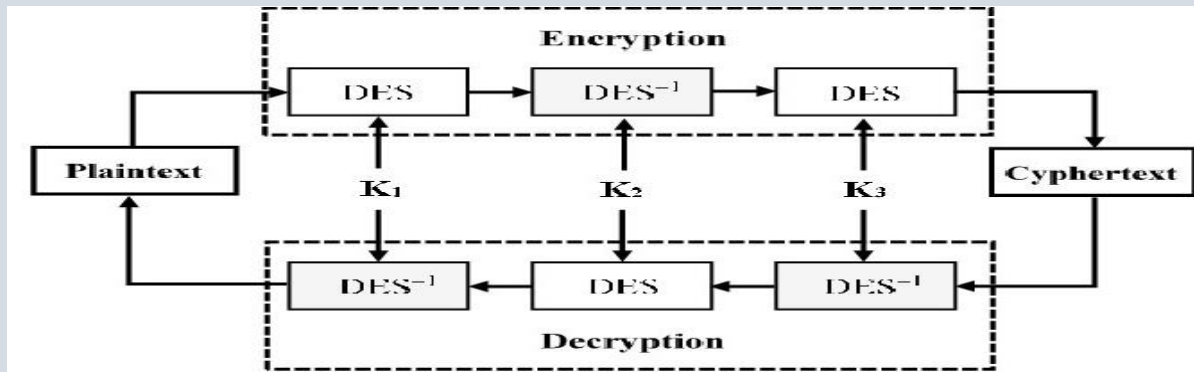 Encryption
DES
DES⁻¹
DES
Plaintext
K₁
K₂
K₃
Cyphertext
DES⁻¹
DES
DES⁻¹
Decryption